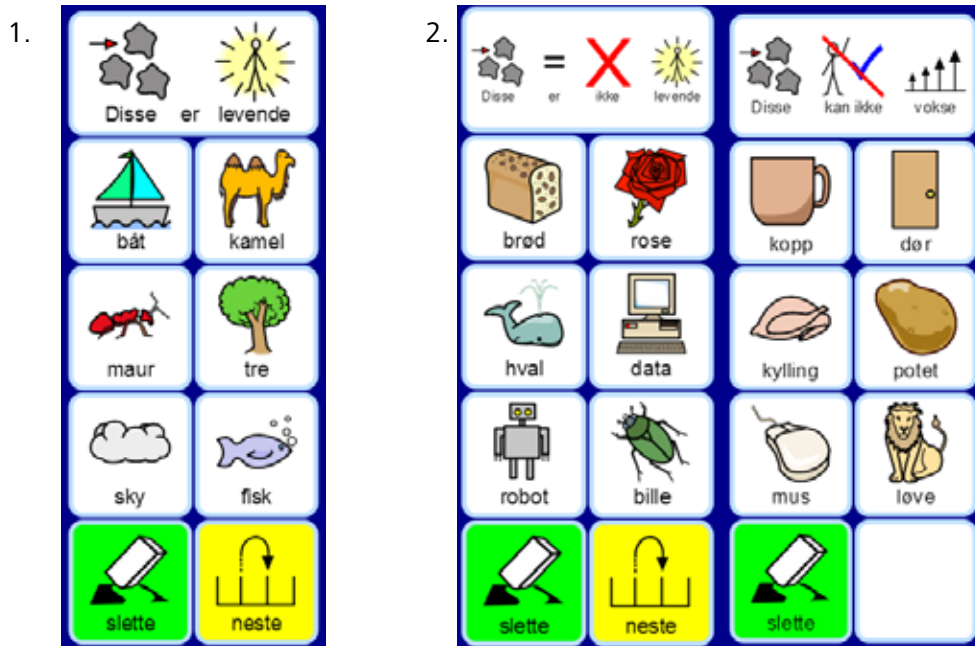 1.
Disse er levende
båt kamel
maur tre
sky fisk
slette neste
2.
Disse er ikke levende
brød rose
hval data
robot bille
slette neste
Disse kan ikke vokse
kopp dør
kylling potet
mus løve
slette